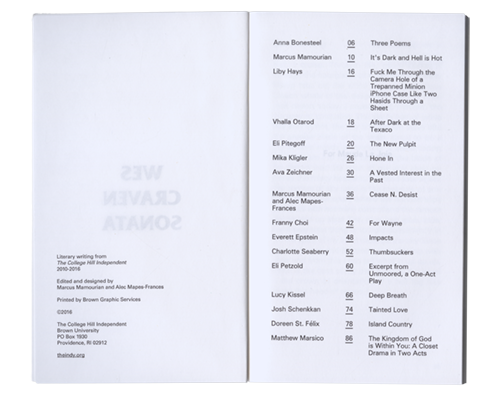 WES
CRAVEN
SONATA
Literary writing from
The College Hill Independent
2010-2016
Edited and designed by
Marcus Mamourian and Alec Mapes-Frances
Printed by Brown Graphic Services
©2016
The College Hill Independent
Brown University
PO Box 1930
Providence, RI 02912
theindy.org
Anna Bonesteel 06 Three Poems
Marcus Mamourian 10 It's Dark and Hell is Hot
Liby Hays 16 Fuck Me Through the
Camera Hole of a
Trepanned Minion
iPhone Case Like Two
Hasids Through a
Sheet
Vhalla Otarod 18 After Dark at the
Texaco
Eli Pitegoff 20 The New Pulpit
Mika Kligler 26 Hone In
Ava Zeichner 30 A Vested Interest in the
Past
Marcus Mamourian 36 Cease N. Desist
and Alec Mapes-
Frances
Franny Choi 42 For Wayne
Everett Epstein 48 Impacts
Charlotte Seaberry 52 Thumbsuckers
Eli Petzold 60 Excerpt from
Unmoored, a One-Act
Play
Lucy Kissel 66 Deep Breath
Josh Schenkkan 74 Tainted Love
Doreen St. Félix 78 Island Country
Matthew Marsico 86 The Kingdom of God
is Within You: A Closet
Drama in Two Acts